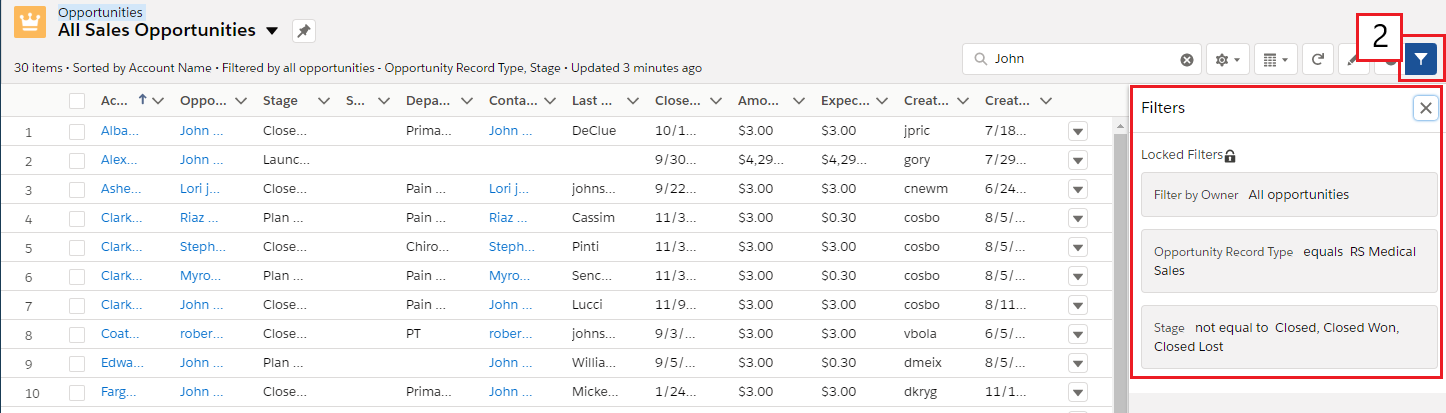 Opportunities
All Sales Opportunities
2
30 items • Sorted by Account Name • Filtered by all opportunities - Opportunity Record Type, Stage • Updated 3 minutes ago
John
Ac... Oppo... Stage S... Depa... Conta... Last ... Close... Amo... Expec... Creat... Creat...
1 Alba... John ... Close... Prima... John ... DeClue 10/1... $3.00 $3.00 jpric 7/18...
2 Alex... John ... Launc... 9/30... $4,29... $4,29... gory 7/29...
3 Ashe... Lori j... Close... Pain ... Lori j... johns... 9/22... $3.00 $3.00 cnewm 6/24...
4 Clark... Riaz ... Plan ... Pain ... Riaz ... Cassim 11/3... $3.00 $0.30 cosbo 8/5/...
5 Clark... Steph... Close... Chiro... Steph... Pinti 11/3... $3.00 $3.00 cosbo 8/5/...
6 Clark... Myro... Plan ... Pain ... Myro... Senc... 11/3... $3.00 $0.30 cosbo 8/5/...
7 Clark... John ... Close... Pain ... John ... Lucci 11/9... $3.00 $3.00 cosbo 8/11...
8 Coat... rober... Close... PT rober... johns... 9/3/... $3.00 $3.00 vbola 6/5/...
9 Edwa... John ... Plan ... John ... Willia... 9/5/... $3.00 $0.30 dmeix 8/5/...
10 Farg... John ... Close... Prima... John ... Micke... 1/24... $3.00 $3.00 dkryg 11/1...
Filters
Locked Filters
Filter by Owner All opportunities
Opportunity Record Type equals RS Medical
Sales
Stage not equal to Closed, Closed Won,
Closed Lost